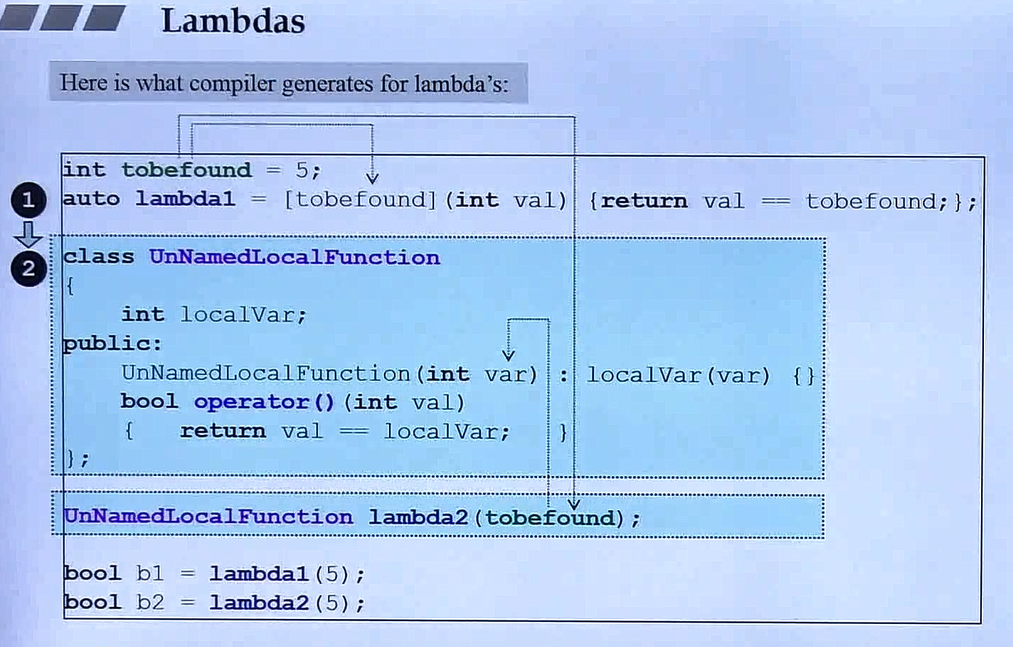 Lambdas
Here is what compiler generates for lambda's:
int tobefound = 5;
1
auto lambda1 = [tobefound](int val) {return val == tobefound;};
2
class UnNamedLocalFunction
{
int localVar;
public:
UnNamedLocalFunction(int var) : localVar(var) {}
bool operator()(int val)
{ return val == localVar; }
};
UnNamedLocalFunction lambda2(tobefound);
bool b1 = lambda1(5);
bool b2 = lambda2(5);